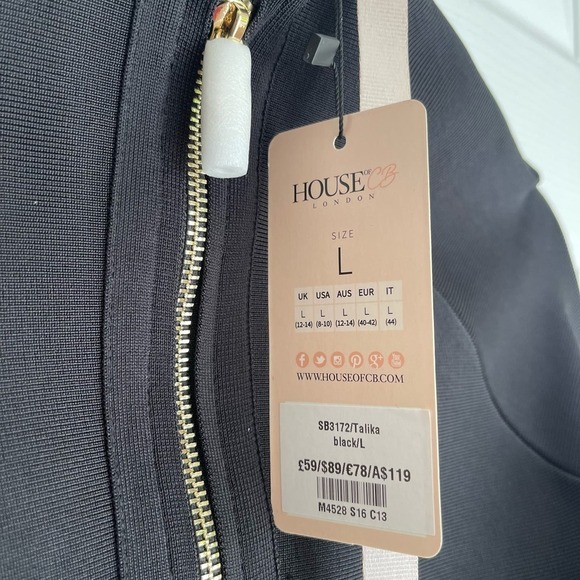 HOUSE OF CB
LONDON
SIZE
L
UK USA AUS EUR IT
L L L L L
(12-14) (8-10) (12-14) (40-42) (44)
WWW.HOUSEOFCB.COM
SB3172/Talika
black/L
£59/$89/€78/A$119
M4528 S16 C13